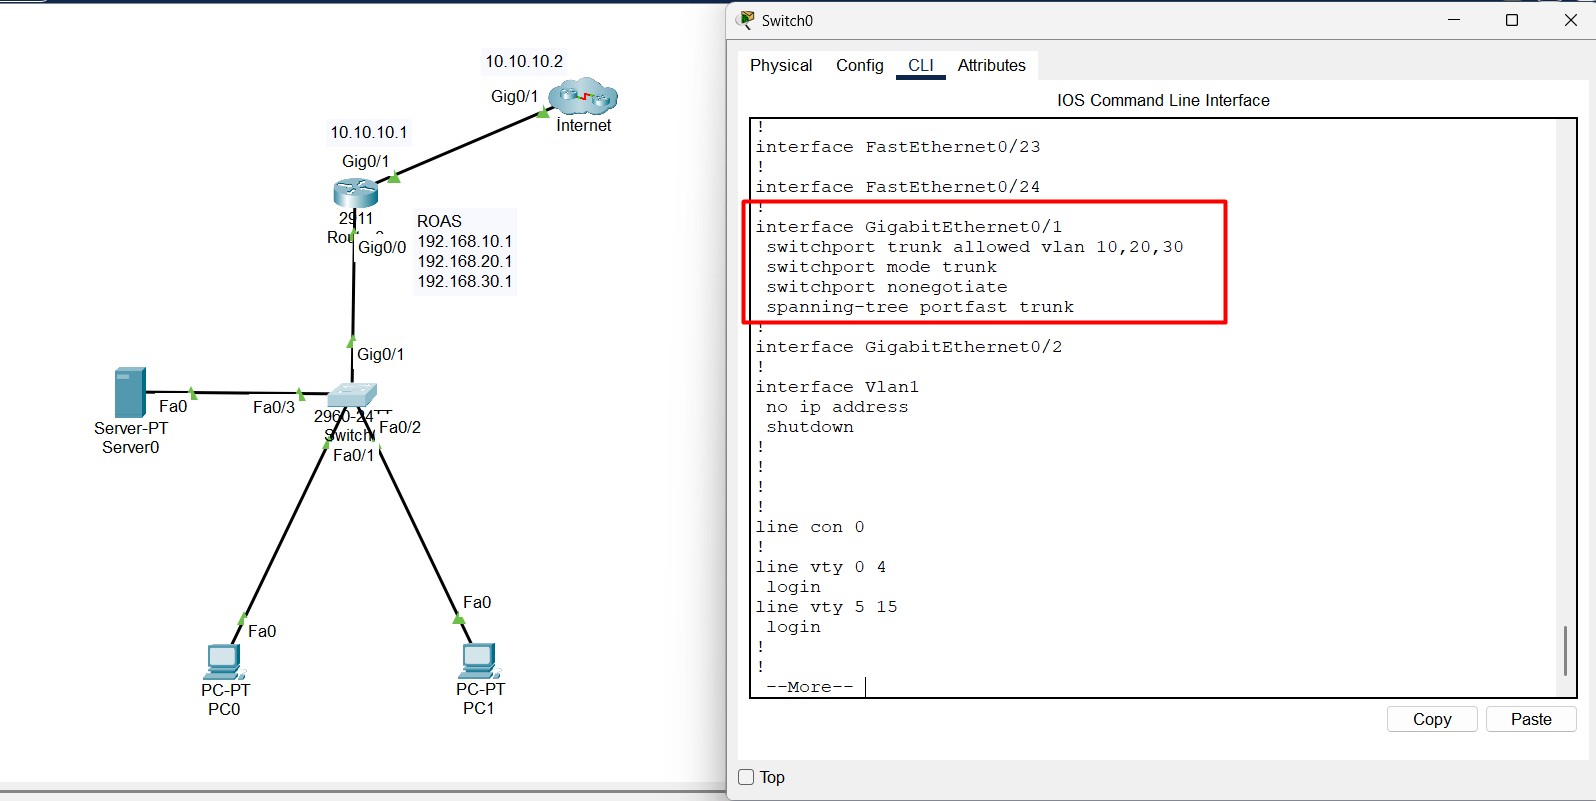 10.10.10.2
Gig0/1
İnternet
10.10.10.1
Gig0/1
2911
Gig0/0
ROAS
192.168.10.1
192.168.20.1
192.168.30.1
Gig0/1
Fa0
Fa0/3
Server-PT
Server0
2960-24TT
Switch
Fa0/2
Fa0/1
Fa0
Fa0
PC-PT
PC0
PC-PT
PC1
Switch0
Physical Config CLI Attributes
IOS Command Line Interface
!
interface FastEthernet0/23
!
interface FastEthernet0/24
!
interface GigabitEthernet0/1
switchport trunk allowed vlan 10,20,30
switchport mode trunk
switchport nonegotiate
spanning-tree portfast trunk
!
interface GigabitEthernet0/2
!
interface Vlan1
no ip address
shutdown
!
!
!
!
line con 0
!
line vty 0 4
login
line vty 5 15
login
!
!
--More--
Copy Paste
Top